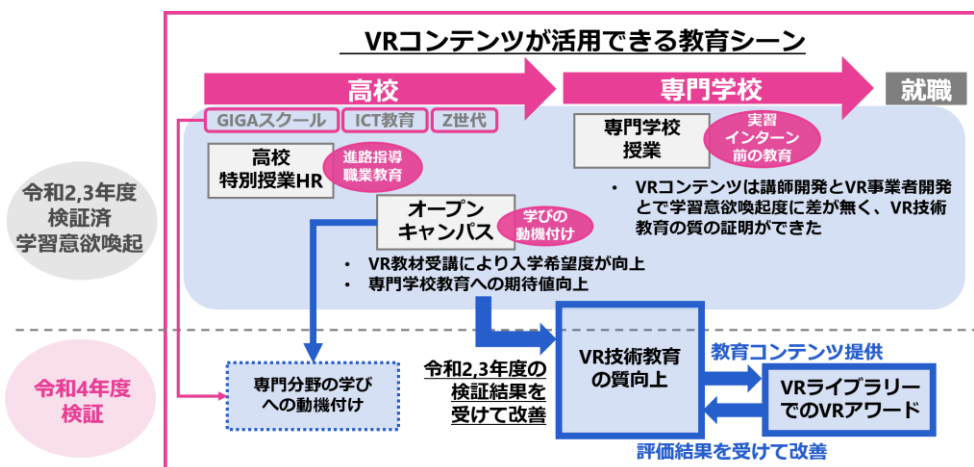 VRコンテンツが活用できる教育シーン
高校
専門学校
就職
GIGAスクール
ICT教育
Z世代
高校
特別授業HR
進路指導
職業教育
専門学校
授業
実習
インターン
前の教育
令和2,3年度
検証済
学習意欲喚起
オープン
キャンパス
学びの
動機付け
・ VRコンテンツは講師開発とVR事業者開発
とで学習意欲喚起度に差が無く、VR技術
教育の質の証明ができた
・ VR教材受講により入学希望度が向上
・ 専門学校教育への期待値向上
令和4年度
検証
専門分野の学び
への動機付け
令和2,3年度の
検証結果を
受けて改善
VR技術教育
の質向上
教育コンテンツ提供
VRライブラリー
でのVRアワード
評価結果を受けて改善